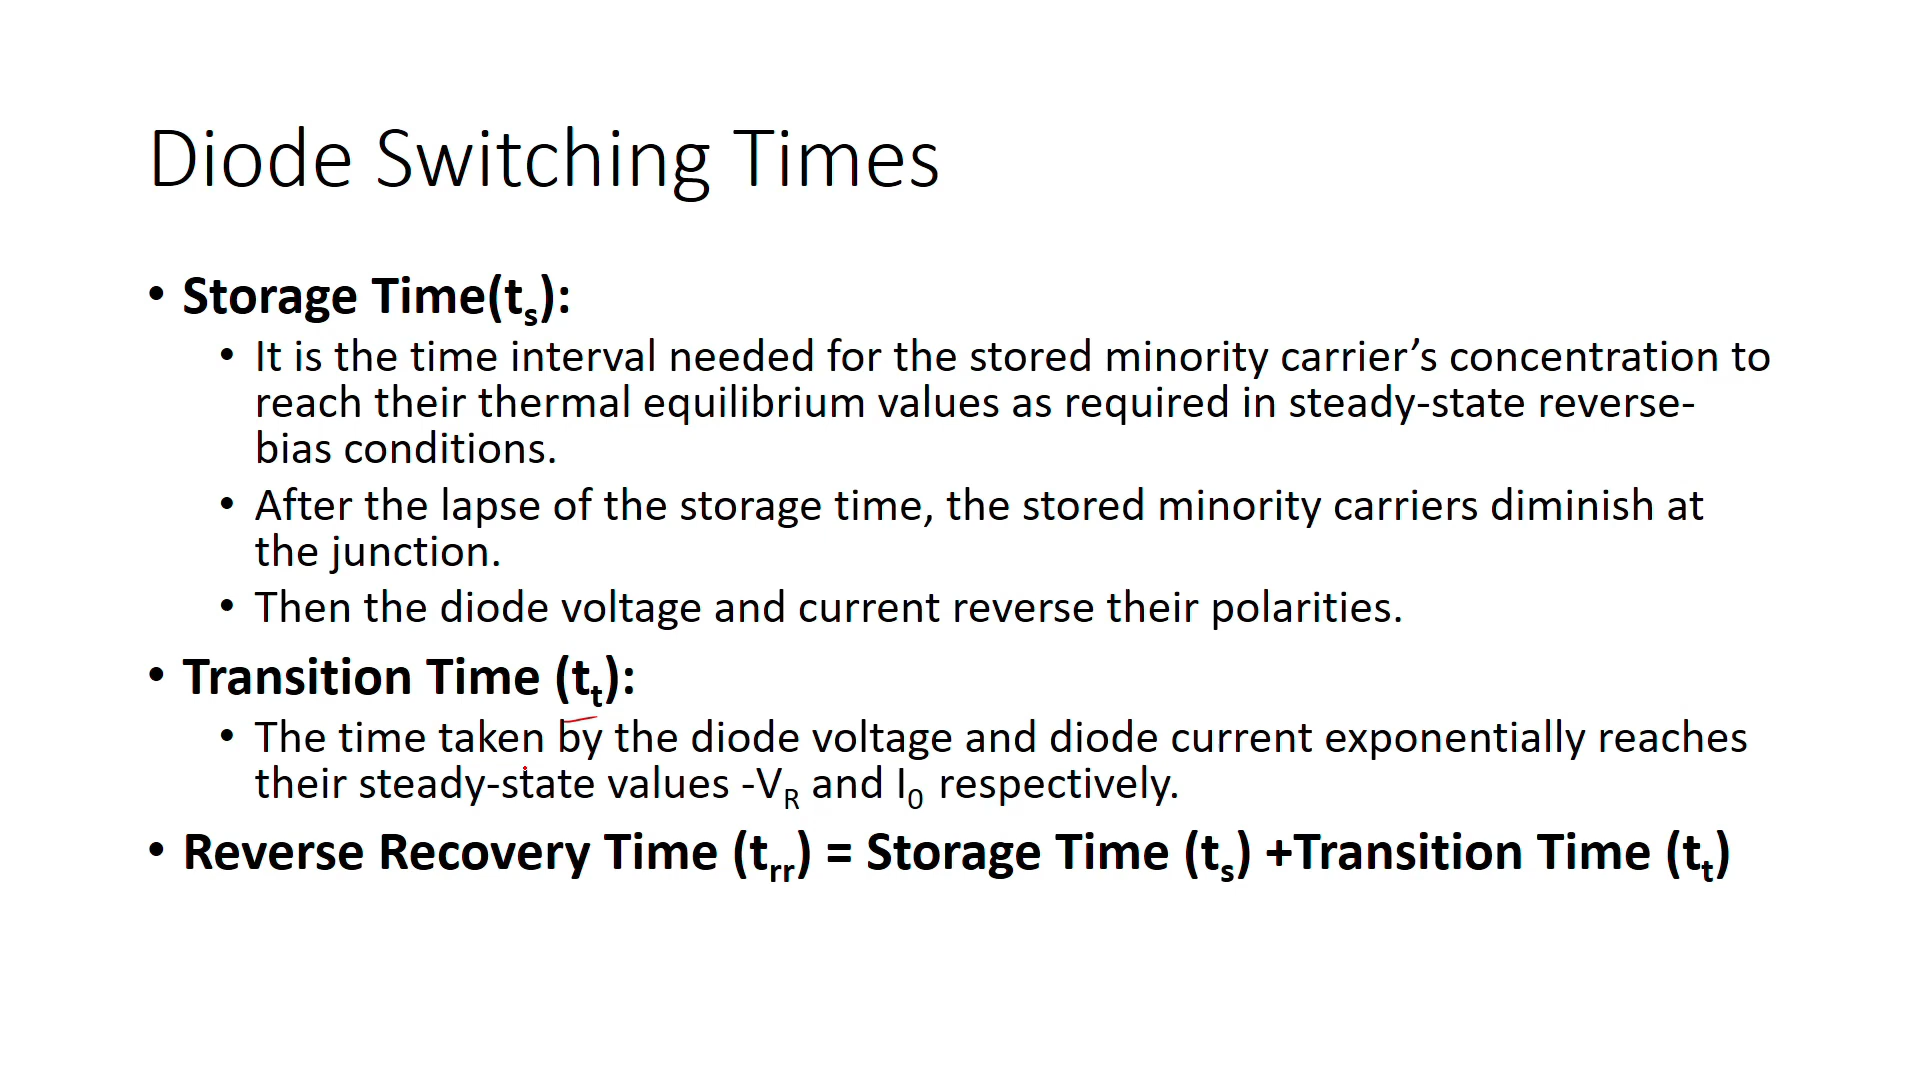 Diode Switching Times
• Storage Time(ts):
• It is the time interval needed for the stored minority carrier’s concentration to
reach their thermal equilibrium values as required in steady-state reverse-
bias conditions.
• After the lapse of the storage time, the stored minority carriers diminish at
the junction.
• Then the diode voltage and current reverse their polarities.
• Transition Time (tt):
• The time taken by the diode voltage and diode current exponentially reaches
their steady-state values -VR and I0 respectively.
• Reverse Recovery Time (trr) = Storage Time (ts) +Transition Time (tt)